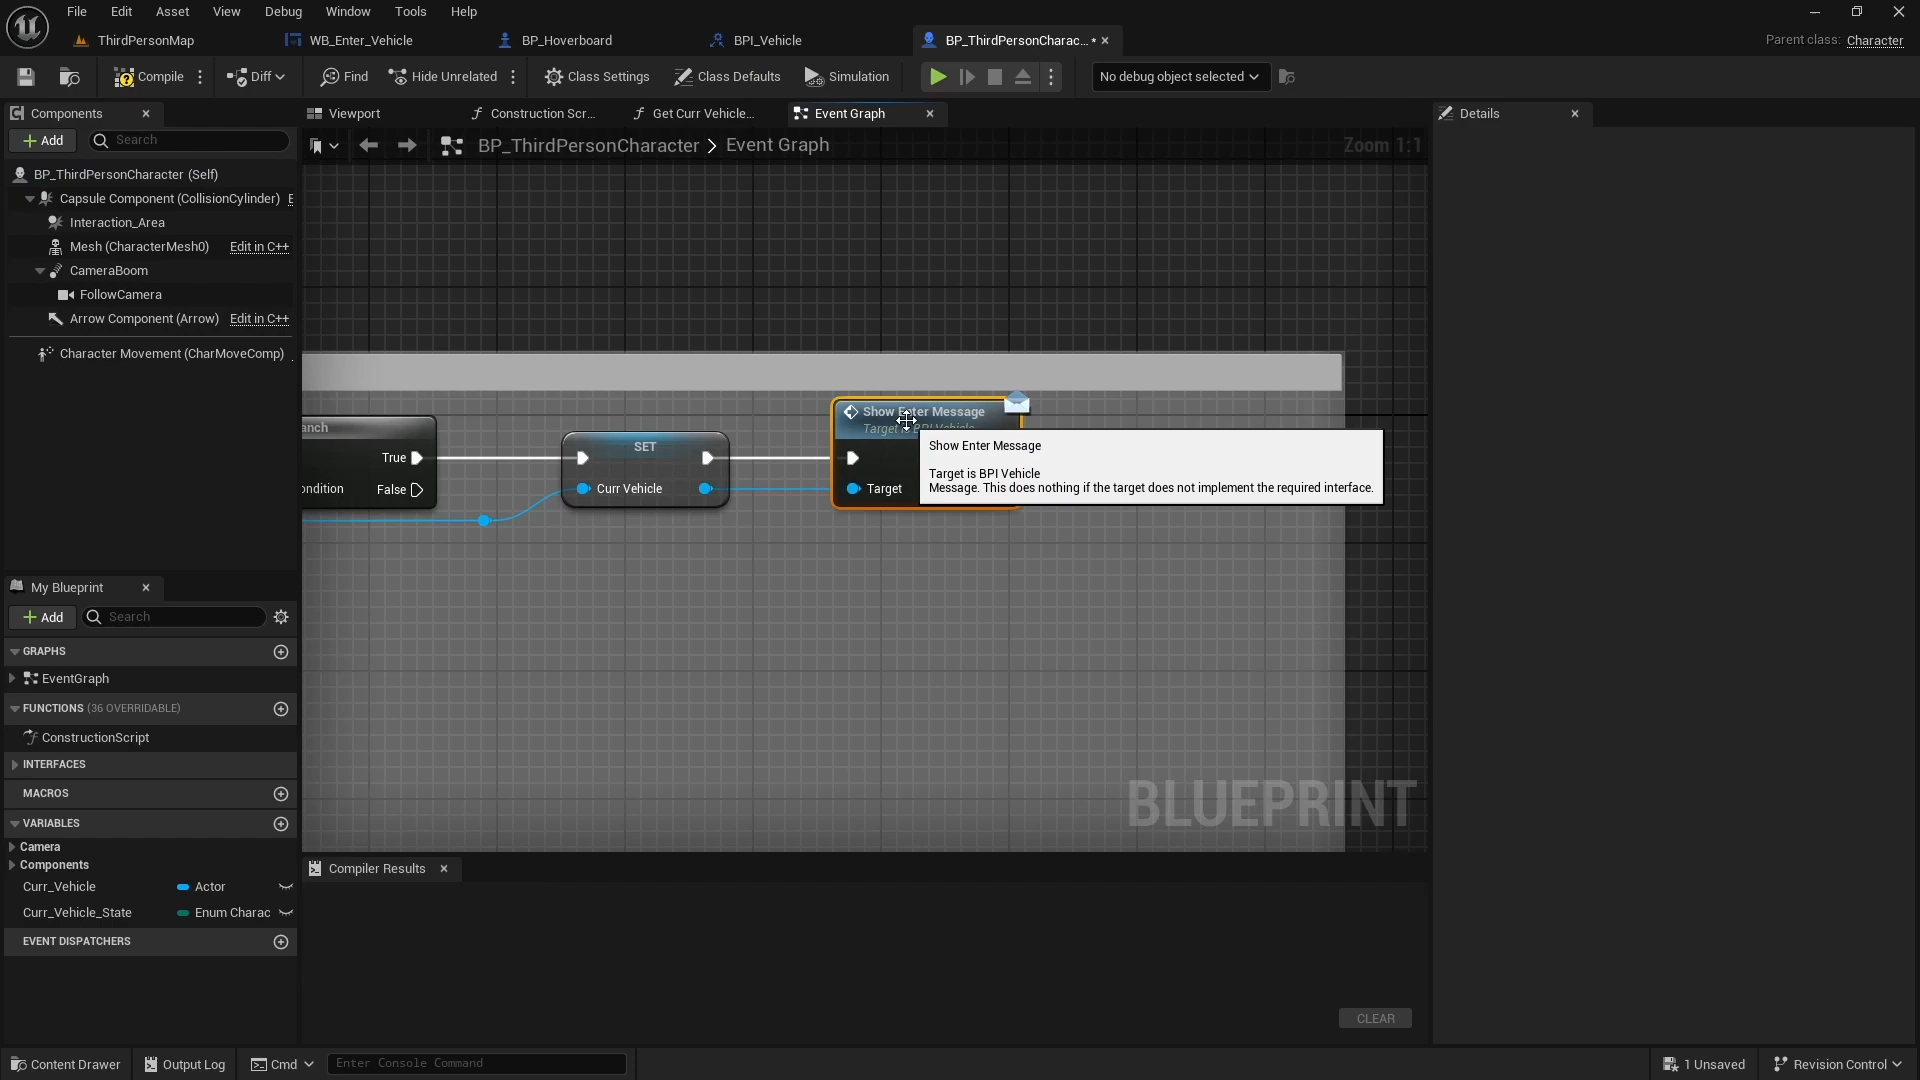 File Edit Asset View Debug Window Tools Help
ThirdPersonMap WB_Enter_Vehicle BP_Hoverboard BPI_Vehicle BP_ThirdPersonCharac... •
Parent class: Character
Compile Diff Find Hide Unrelated Class Settings Class Defaults Simulation No debug object selected
Components
Add Search
BP_ThirdPersonCharacter (Self)
Capsule Component (CollisionCylinder) E
Interaction_Area
Mesh (CharacterMesh0) Edit in C++
CameraBoom
FollowCamera
Arrow Component (Arrow) Edit in C++
Character Movement (CharMoveComp)
My Blueprint
Add Search
GRAPHS
EventGraph
FUNCTIONS (36 OVERRIDABLE)
ConstructionScript
INTERFACES
MACROS
VARIABLES
Camera
Components
Curr_Vehicle Actor
Curr_Vehicle_State Enum Charac
EVENT DISPATCHERS
Viewport Construction Scr... Get Curr Vehicle... Event Graph
BP_ThirdPersonCharacter > Event Graph
Zoom 1:1
anch
True
ondition False
SET
Curr Vehicle
Show Enter Message
Target is BPI Vehicle
Target
Show Enter Message
Target is BPI Vehicle
Message. This does nothing if the target does not implement the required interface.
BLUEPRINT
Compiler Results
CLEAR
Details
Content Drawer Output Log Cmd Enter Console Command 1 Unsaved Revision Control